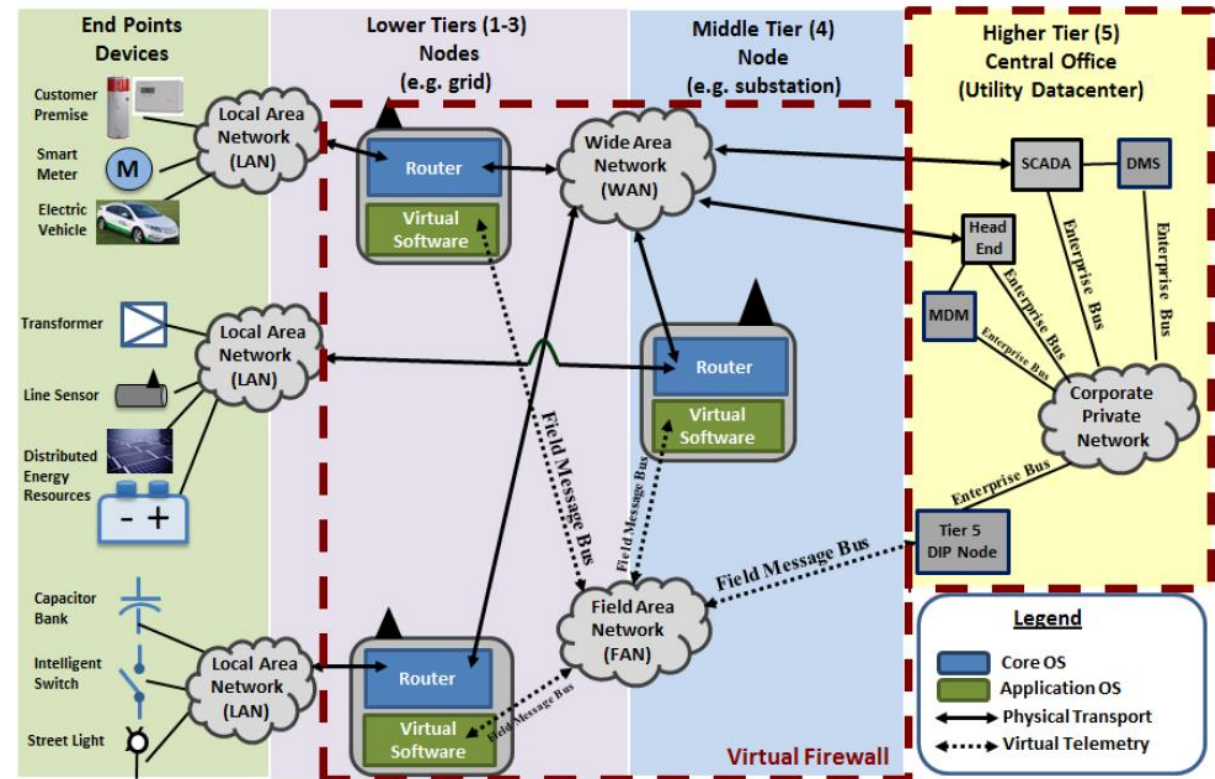 End Points
Devices
Lower Tiers (1-3)
Nodes
(e.g. grid)
Middle Tier (4)
Node
(e.g. substation)
Higher Tier (5)
Central Office
(Utility Datacenter)
Customer
Premise
Smart
Meter
M
Electric
Vehicle
Local Area
Network
(LAN)
Router
Virtual
Software
Wide Area
Network
(WAN)
SCADA
DMS
Head
End
MDM
Enterprise Bus
Enterprise Bus
Enterprise Bus
Enterprise Bus
Corporate
Private
Network
Enterprise Bus
Tier 5
DIP Node
Transformer
Line Sensor
Distributed
Energy
Resources
- +
Local Area
Network
(LAN)
Router
Virtual
Software
Field Message Bus
Field Message Bus
Field Message Bus
Field Area
Network
(FAN)
Capacitor
Bank
Intelligent
Switch
Street Light
Local Area
Network
(LAN)
Router
Virtual
Software
Field Message Bus
Virtual Firewall
Legend
Core OS
Application OS
Physical Transport
Virtual Telemetry